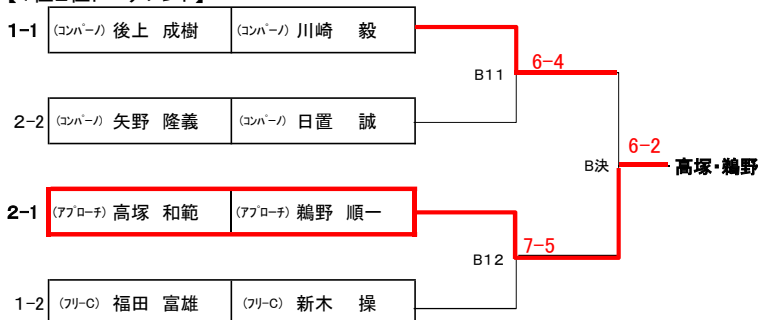 1-1 (コンパーノ) 後上 成樹 (コンパーノ) 川崎 毅
B11 6-4
2-2 (コンパーノ) 矢野 隆義 (コンパーノ) 日置 誠
B決 6-2 高塚・鵜野
2-1 (アプローチ) 高塚 和範 (アプローチ) 鵜野 順一
B12 7-5
1-2 (フリーC) 福田 富雄 (フリーC) 新木 操